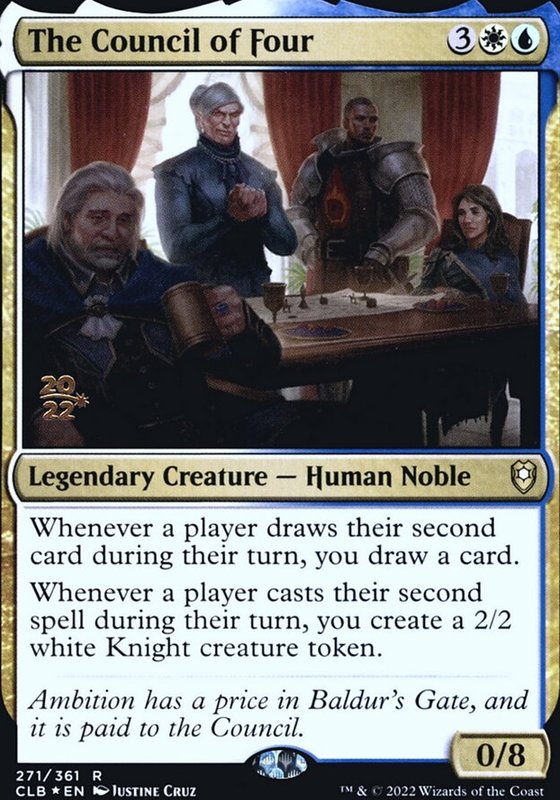 The Council of Four 3
20
22
Legendary Creature — Human Noble
Whenever a player draws their second
card during their turn, you draw a card.
Whenever a player casts their second
spell during their turn, you create a 2/2
white Knight creature token.
Ambition has a price in Baldur's Gate, and
it is paid to the Council.
0/8
271/361 R
CLB ★ EN Justine Cruz
™ & © 2022 Wizards of the Coast